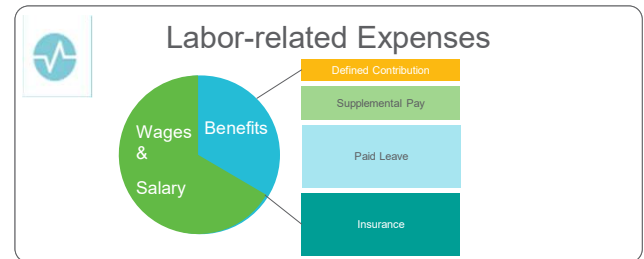 Labor-related Expenses
Wages
&
Salary
Benefits
Defined Contribution
Supplemental Pay
Paid Leave
Insurance